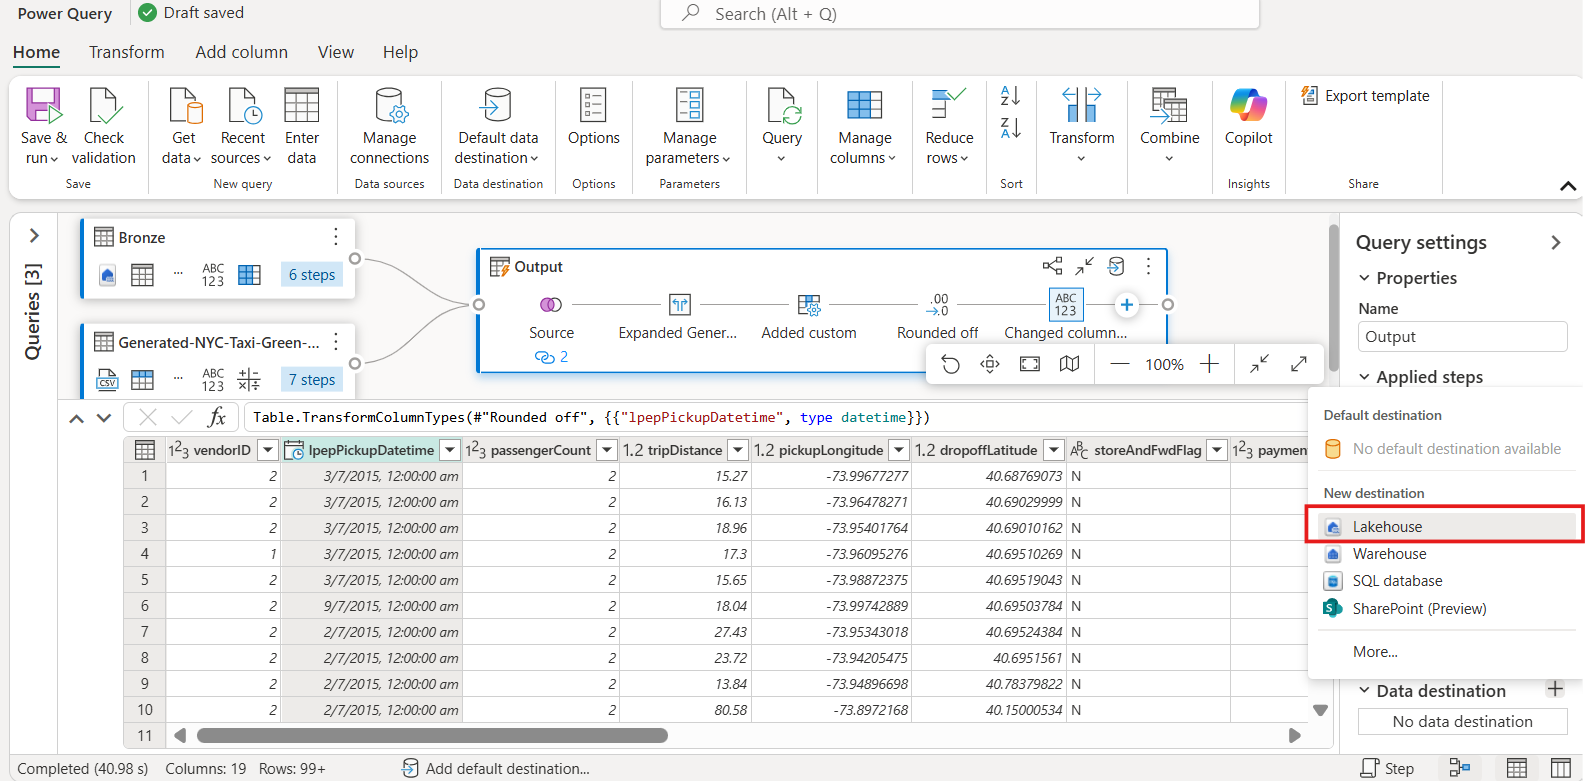 Power Query
Draft saved
Search (Alt + Q)
Home Transform Add column View Help
Save & run
Check validation
Save
Get data
Recent sources
Enter data
New query
Manage connections
Data sources
Default data destination
Data destination
Options
Options
Manage parameters
Parameters
Query
Manage columns
Reduce rows
A Z
Z A
Sort
Transform
Combine
Copilot
Insights
Export template
Share
Queries [3]
Bronze
ABC 123
6 steps
Generated-NYC-Taxi-Green-...
CSV
ABC 123
7 steps
Output
Source
2
Expanded Gener...
Added custom
.00 .0
Rounded off
ABC 123
Changed column...
100%
Query settings
Properties
Name
Output
Applied steps
fx Table.TransformColumnTypes(#"Rounded off", {{"lpepPickupDatetime", type datetime}})
123 vendorID lpepPickupDatetime 123 passengerCount 1.2 tripDistance 1.2 pickupLongitude 1.2 dropoffLatitude ABC storeAndFwdFlag 123 paymen
1 2 3/7/2015, 12:00:00 am 2 15.27 -73.99677277 40.68769073 N
2 2 3/7/2015, 12:00:00 am 2 16.13 -73.96478271 40.69029999 N
3 2 3/7/2015, 12:00:00 am 2 18.96 -73.95401764 40.69010162 N
4 1 3/7/2015, 12:00:00 am 2 17.3 -73.96095276 40.69510269 N
5 2 3/7/2015, 12:00:00 am 2 15.65 -73.98872375 40.69519043 N
6 2 9/7/2015, 12:00:00 am 2 18.04 -73.99742889 40.69503784 N
7 2 2/7/2015, 12:00:00 am 2 27.43 -73.95343018 40.69524384 N
8 2 2/7/2015, 12:00:00 am 2 23.72 -73.94205475 40.6951561 N
9 2 2/7/2015, 12:00:00 am 2 13.84 -73.94896698 40.78379822 N
10 2 2/7/2015, 12:00:00 am 2 80.58 -73.8972168 40.15000534 N
11
Default destination
No default destination available
New destination
Lakehouse
Warehouse
SQL database
SharePoint (Preview)
More...
Data destination
No data destination
Completed (40.98 s) Columns: 19 Rows: 99+ Add default destination... Step